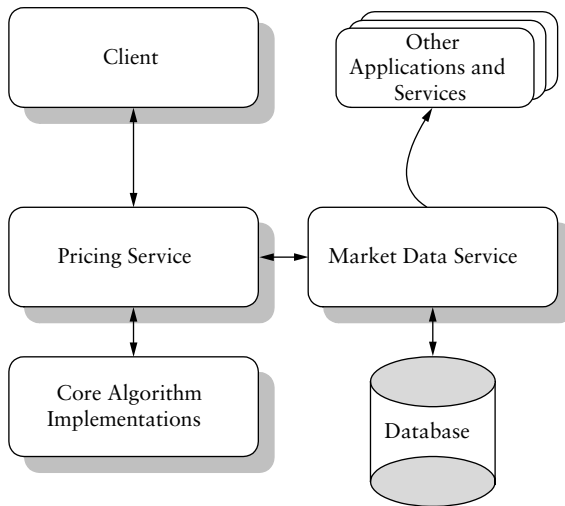 Client
Other
Applications and
Services
Pricing Service
Market Data Service
Core Algorithm
Implementations
Database